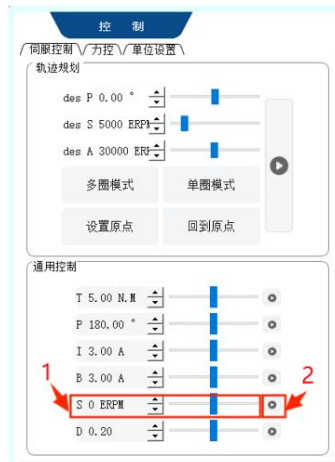 控 制
伺服控制 力控 单位设置
轨迹规划
des P 0.00 °
des S 5000 ERPM
des A 30000 ERP
多圈模式 单圈模式
设置原点 回到原点
通用控制
T 5.00 N.M
P 180.00 °
I 3.00 A
B 3.00 A
1 2
S 0 ERPM
D 0.20